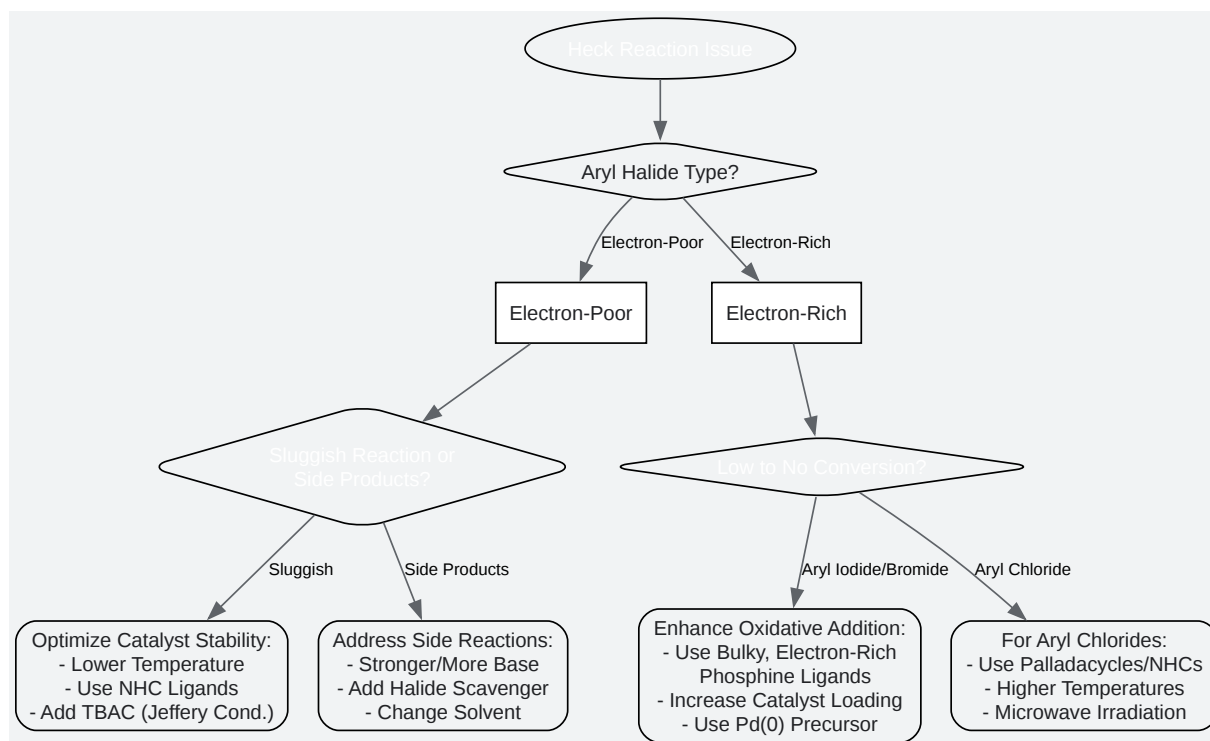 Heck Reaction Issue
Aryl Halide Type?
Electron-Poor
Electron-Rich
Electron-Poor
Electron-Rich
Sluggish Reaction or
Side Products?
Low to No Conversion?
Sluggish
Side Products
Aryl Iodide/Bromide
Aryl Chloride
Optimize Catalyst Stability:
- Lower Temperature
- Use NHC Ligands
- Add TBAC (Jeffery Cond.)
Address Side Reactions:
- Stronger/More Base
- Add Halide Scavenger
- Change Solvent
Enhance Oxidative Addition:
- Use Bulky, Electron-Rich
Phosphine Ligands
- Increase Catalyst Loading
- Use Pd(0) Precursor
For Aryl Chlorides:
- Use Palladacycles/NHCs
- Higher Temperatures
- Microwave Irradiation